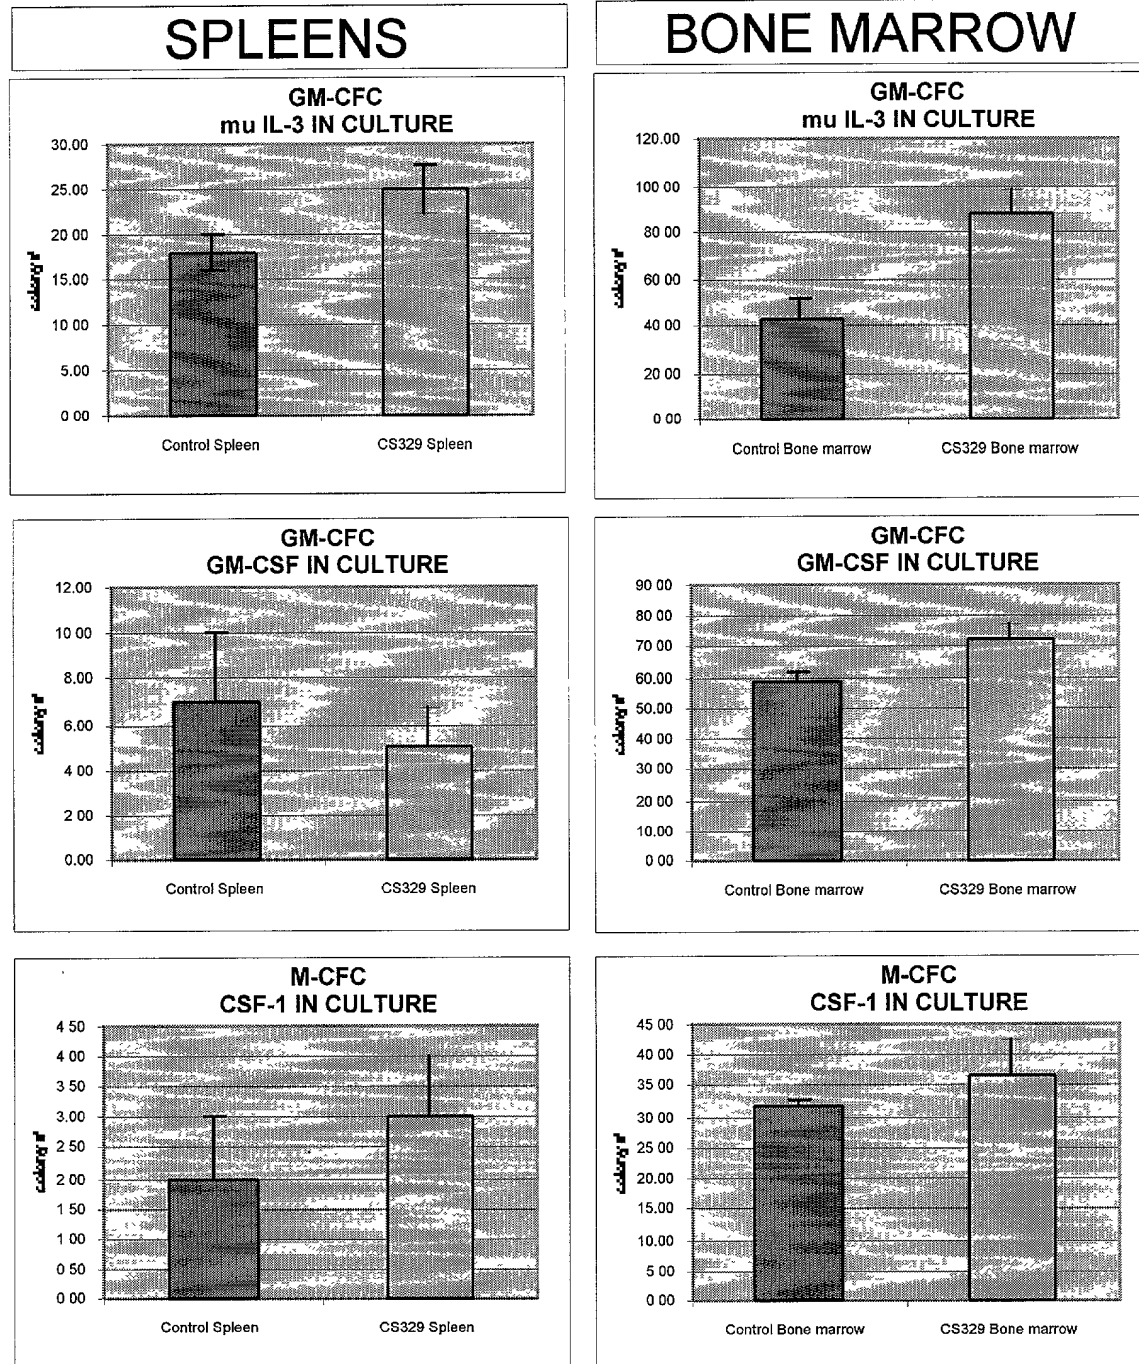 SPLEENS
BONE MARROW
GM-CFC
mu IL-3 IN CULTURE
30.00
25.00
20 00
15.00
10 00
5.00
0 00
Control Spleen
CS329 Spleen
GM-CFC
mu IL-3 IN CULTURE
120.00
100 00
80 00
60 00
40 00
20 00
0 00
Control Bone marrow
CS329 Bone marrow
GM-CFC
GM-CSF IN CULTURE
12.00
10 00
8.00
6.00
4 00
2 00
0.00
Control Spleen
CS329 Spleen
GM-CFC
GM-CSF IN CULTURE
90 00
80 00
70 00
60.00
50.00
40 00
30.00
20 00
10.00
0 00
Control Bone marrow
CS329 Bone marrow
M-CFC
CSF-1 IN CULTURE
4 50
4.00
3 50
3.00
2.50
2 00
1.50
1 00
0 50
0 00
Control Spleen
CS329 Spleen
M-CFC
CSF-1 IN CULTURE
45 00
40 00
35 00
30 00
25 00
20.00
15.00
10.00
5 00
0 00
Control Bone marrow
CS329 Bone marrow